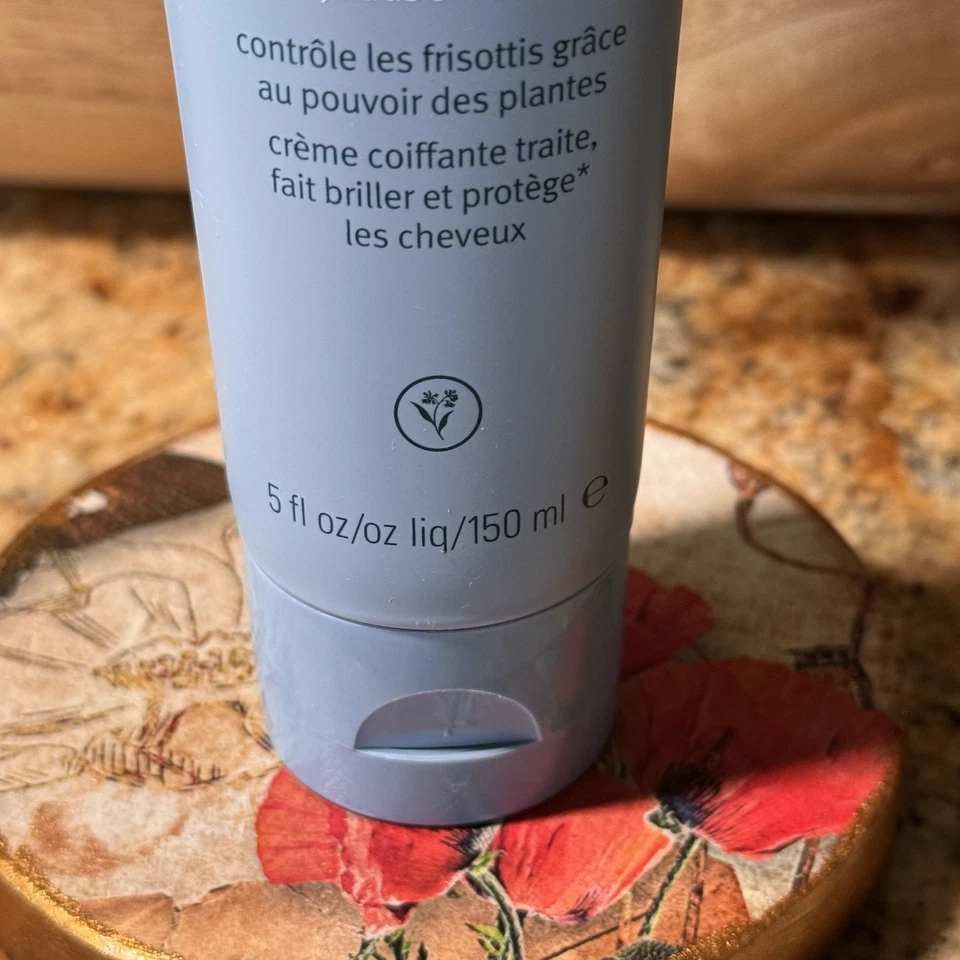 contrôle les frisottis grâce
au pouvoir des plantes
crème coiffante traite,
fait briller et protège*
les cheveux
5 fl oz/oz liq/150 ml e